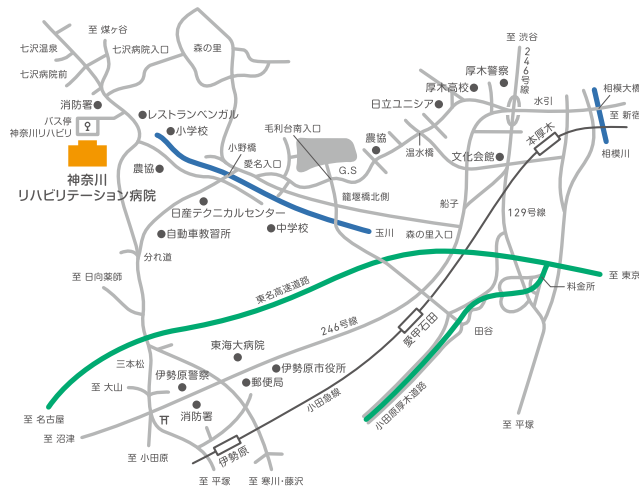 至 煤ヶ谷
七沢温泉
七沢病院入口
森の里
七沢病院前
消防署
バス停
神奈川リハビリ
レストランベンガル
小学校
神奈川
リハビリテーション病院
農協
小野橋
愛名入口
毛利台南入口
G.S
農協
日産テクニカルセンター
自動車教習所
中学校
龍堰橋北側
玉川
分れ道
至 日向薬師
至 渋谷
246号線
厚木警察
厚木高校
日立ユニシア
水引
相模大橋
至 新宿
相模川
本厚木
温水橋
文化会館
船子
森の里入口
129号線
至 東京
料金所
東名高速道路
246号線
愛甲石田
田谷
小田原厚木道路
小田急線
三本松
東海大病院
伊勢原市役所
伊勢原警察
郵便局
至 大山
消防署
至 名古屋
至 沼津
至 小田原
伊勢原
至 平塚
至 寒川・藤沢
至 平塚